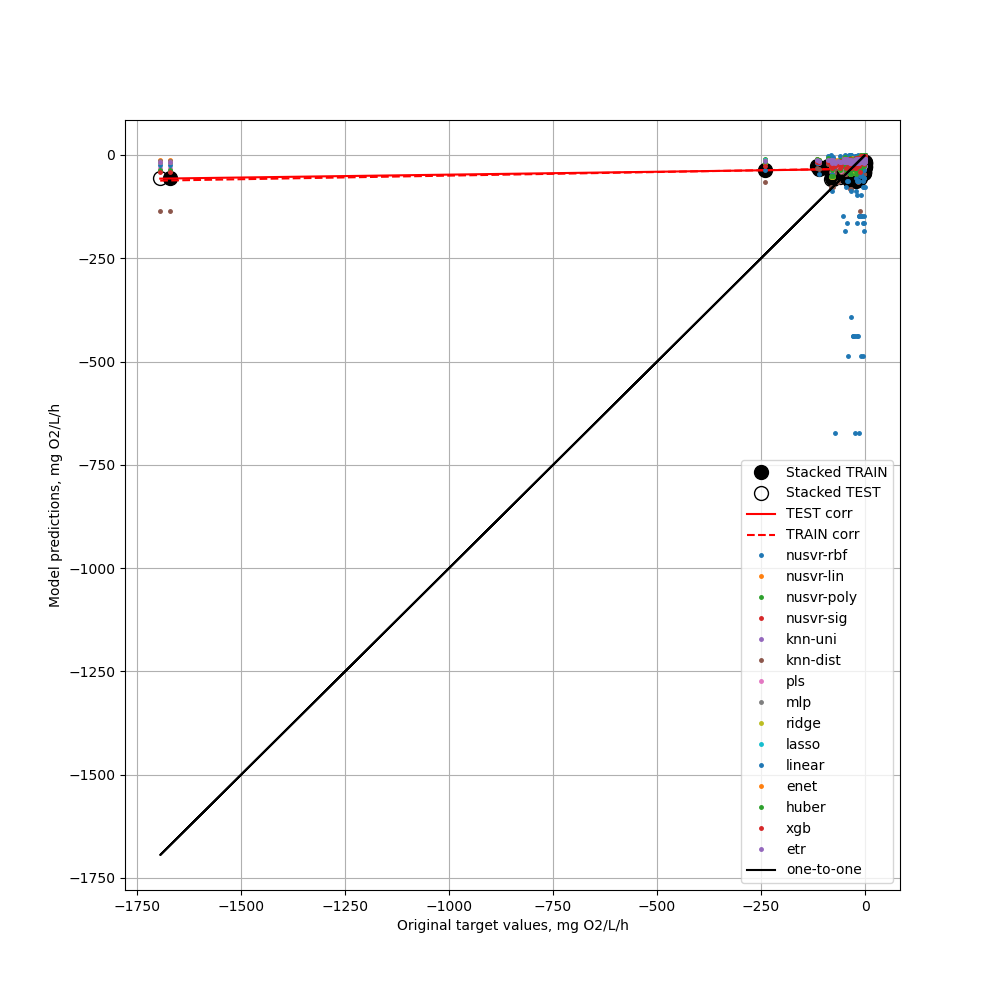 0
−250
−500
−750
−1000
−1250
−1500
−1750
Model predictions, mg O2/L/h
Stacked TRAIN
Stacked TEST
TEST corr
TRAIN corr
nusvr-rbf
nusvr-lin
nusvr-poly
nusvr-sig
knn-uni
knn-dist
pls
mlp
ridge
lasso
linear
enet
huber
xgb
etr
one-to-one
−1750 −1500 −1250 −1000 −750 −500 −250 0
Original target values, mg O2/L/h